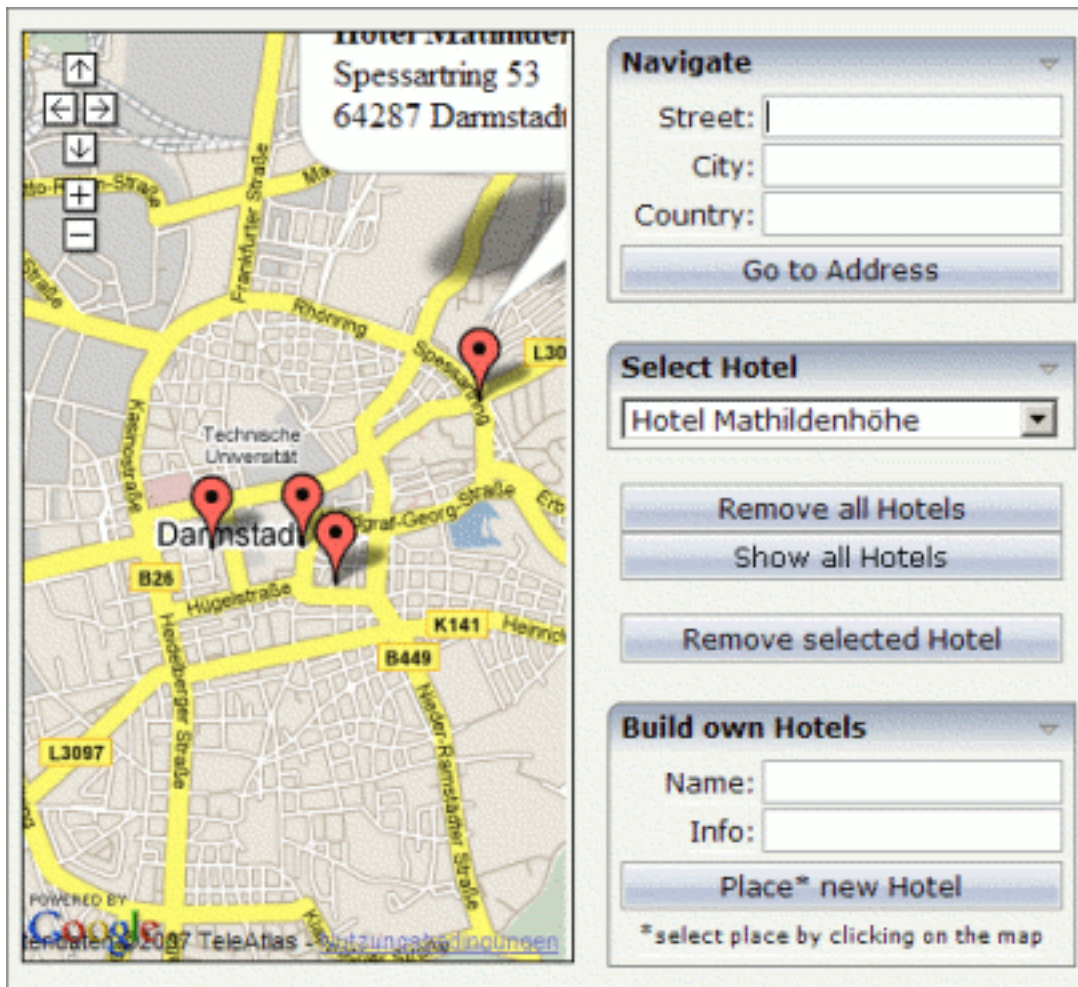 Spessartring 53
64287 Darmstadt
Frankfurter Straße
Straße
Rhönring
Spessartring
Kasinostraße
Technische
Universität
Darmstadt
B26
Hügelstraße
K141
B449
Heidelberger Straße
Nieder-Ramstädter Straße
L3097
POWERED BY
Google
©2007 TeleAtlas - Nutzungsbedingungen
Navigate
Street:
City:
Country:
Go to Address
Select Hotel
Hotel Mathildenhöhe
Remove all Hotels
Show all Hotels
Remove selected Hotel
Build own Hotels
Name:
Info:
Place* new Hotel
*select place by clicking on the map